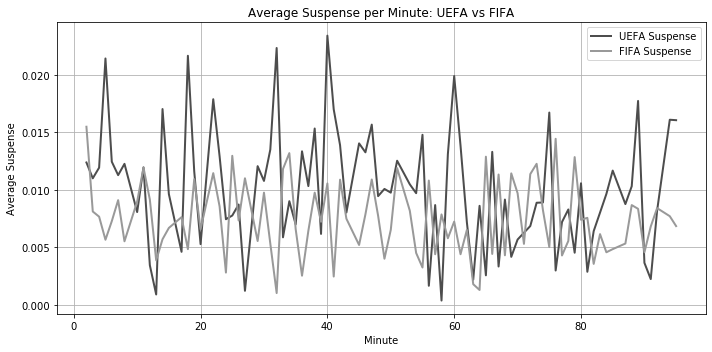 Average Suspense per Minute: UEFA vs FIFA
UEFA Suspense
FIFA Suspense
Average Suspense
0.020
0.015
0.010
0.005
0.000
0
20
40
60
80
Minute